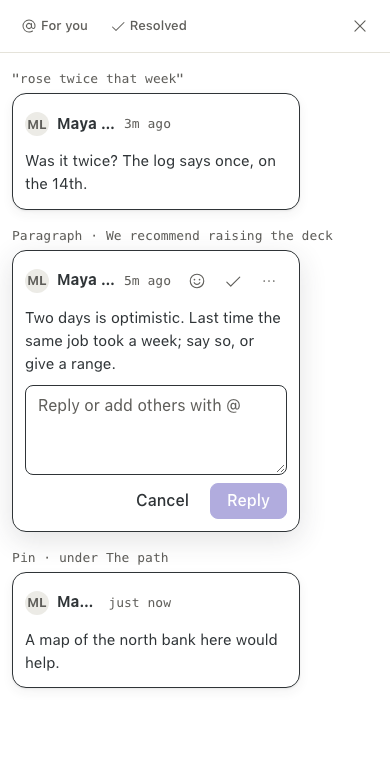 For you Resolved
"rose twice that week"
ML Maya ... 3m ago
Was it twice? The log says once, on
the 14th.
Paragraph · We recommend raising the deck
ML Maya ... 5m ago
Two days is optimistic. Last time the
same job took a week; say so, or
give a range.
Reply or add others with @
Cancel Reply
Pin · under The path
ML Ma... just now
A map of the north bank here would
help.